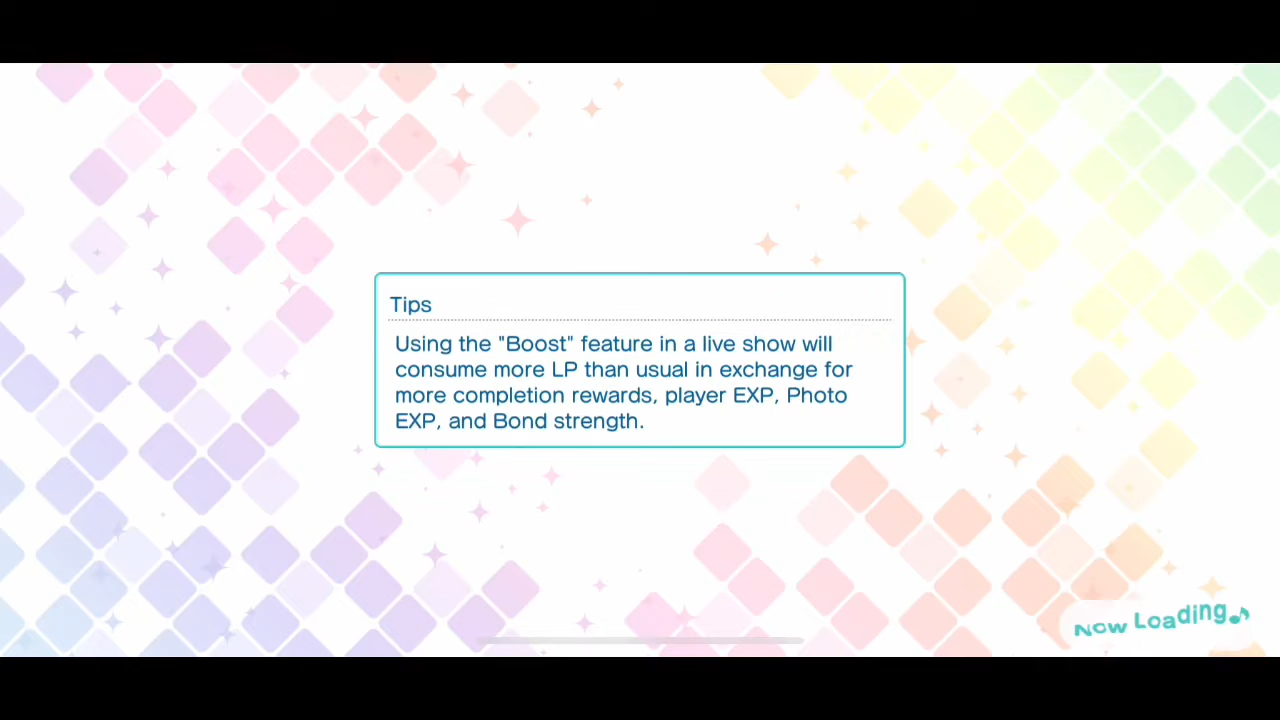 Tips
Using the "Boost" feature in a live show will
consume more LP than usual in exchange for
more completion rewards, player EXP, Photo
EXP, and Bond strength.
Now Loading♪